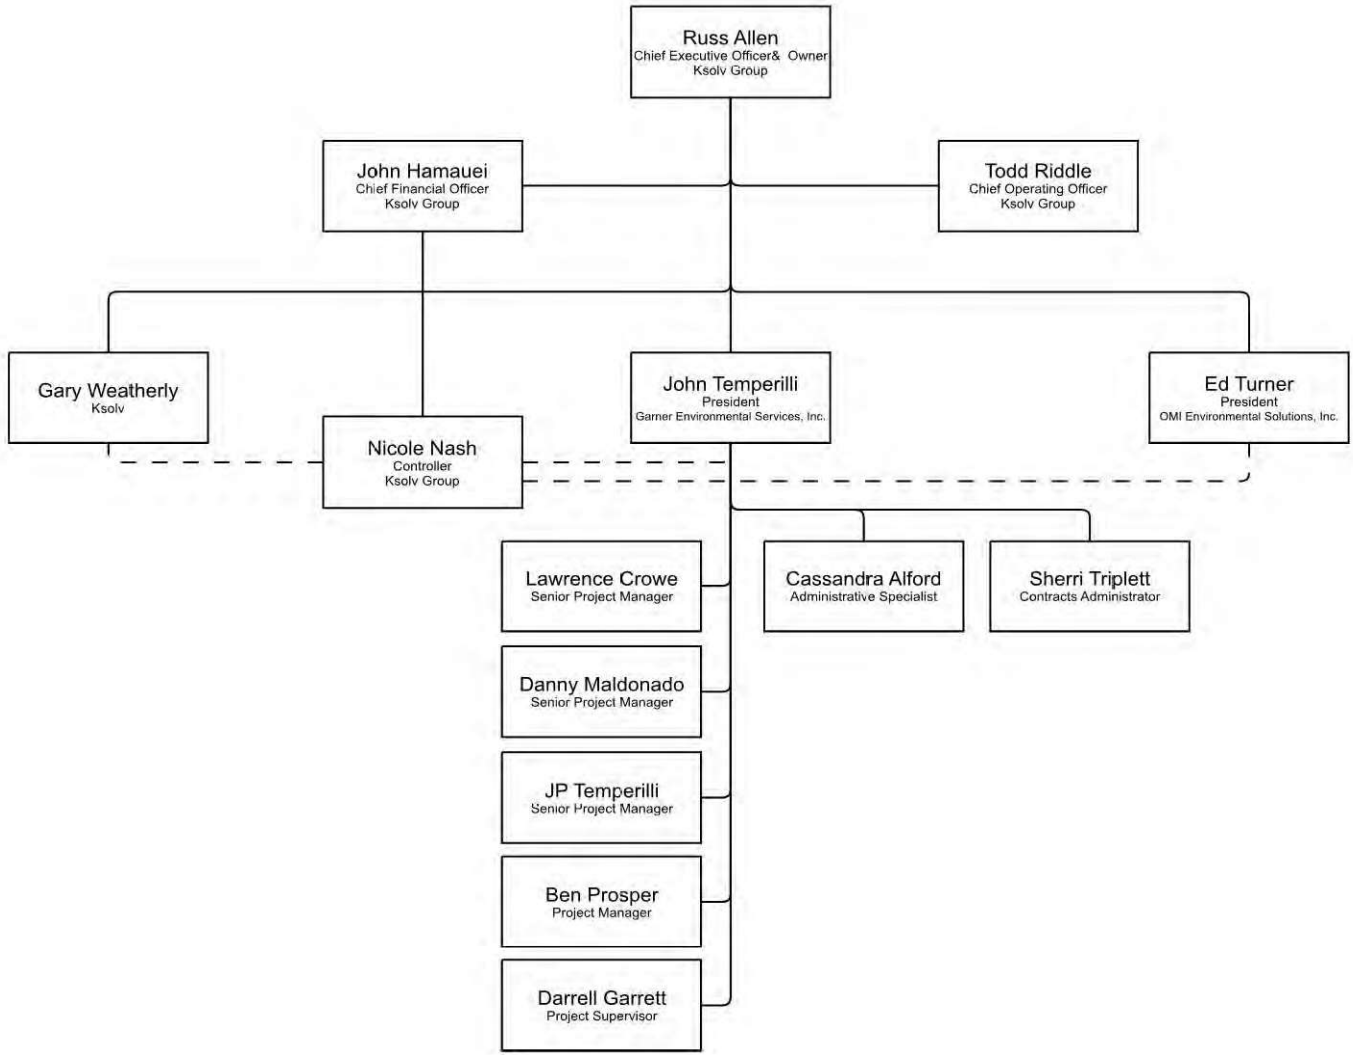 Russ Allen
Chief Executive Officer& Owner
Ksolv Group
John Hamauei
Chief Financial Officer
Ksolv Group
Todd Riddle
Chief Operating Officer
Ksolv Group
Gary Weatherly
Ksolv
John Temperilli
President
Garner Environmental Services, Inc.
Ed Turner
President
OMI Environmental Solutions, Inc.
Nicole Nash
Controller
Ksolv Group
Lawrence Crowe
Senior Project Manager
Cassandra Alford
Administrative Specialist
Sherri Triplett
Contracts Administrator
Danny Maldonado
Senior Project Manager
JP Temperilli
Senior Project Manager
Ben Prosper
Project Manager
Darrell Garrett
Project Supervisor